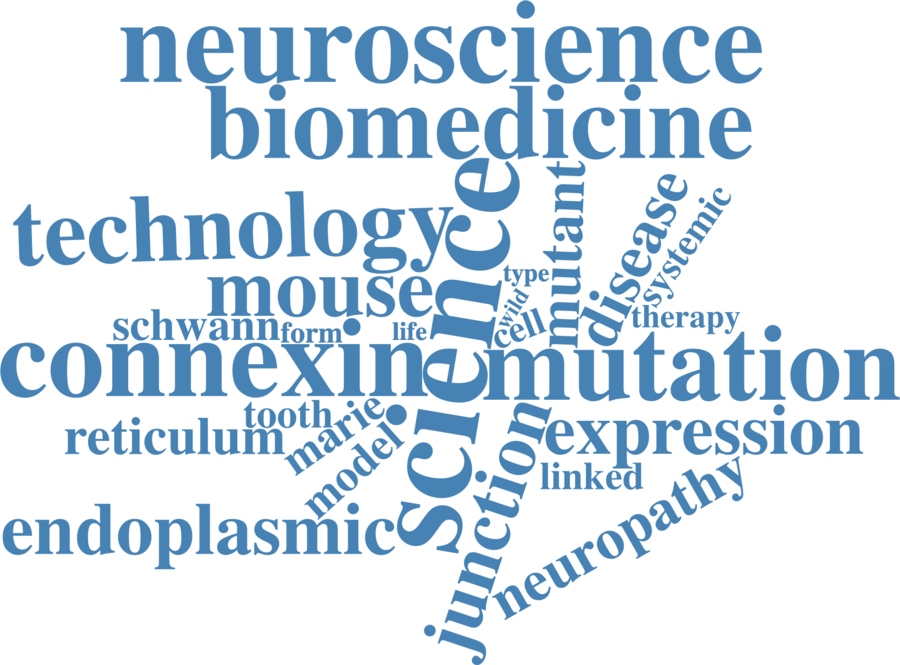 neuroscience
biomedicine
technology
science
mutant
disease
systemic
mouse
type
wild
cell
therapy
schwann
form
life
connexin
mutation
tooth
marie
reticulum
model
junction
expression
linked
endoplasmic
neuropathy